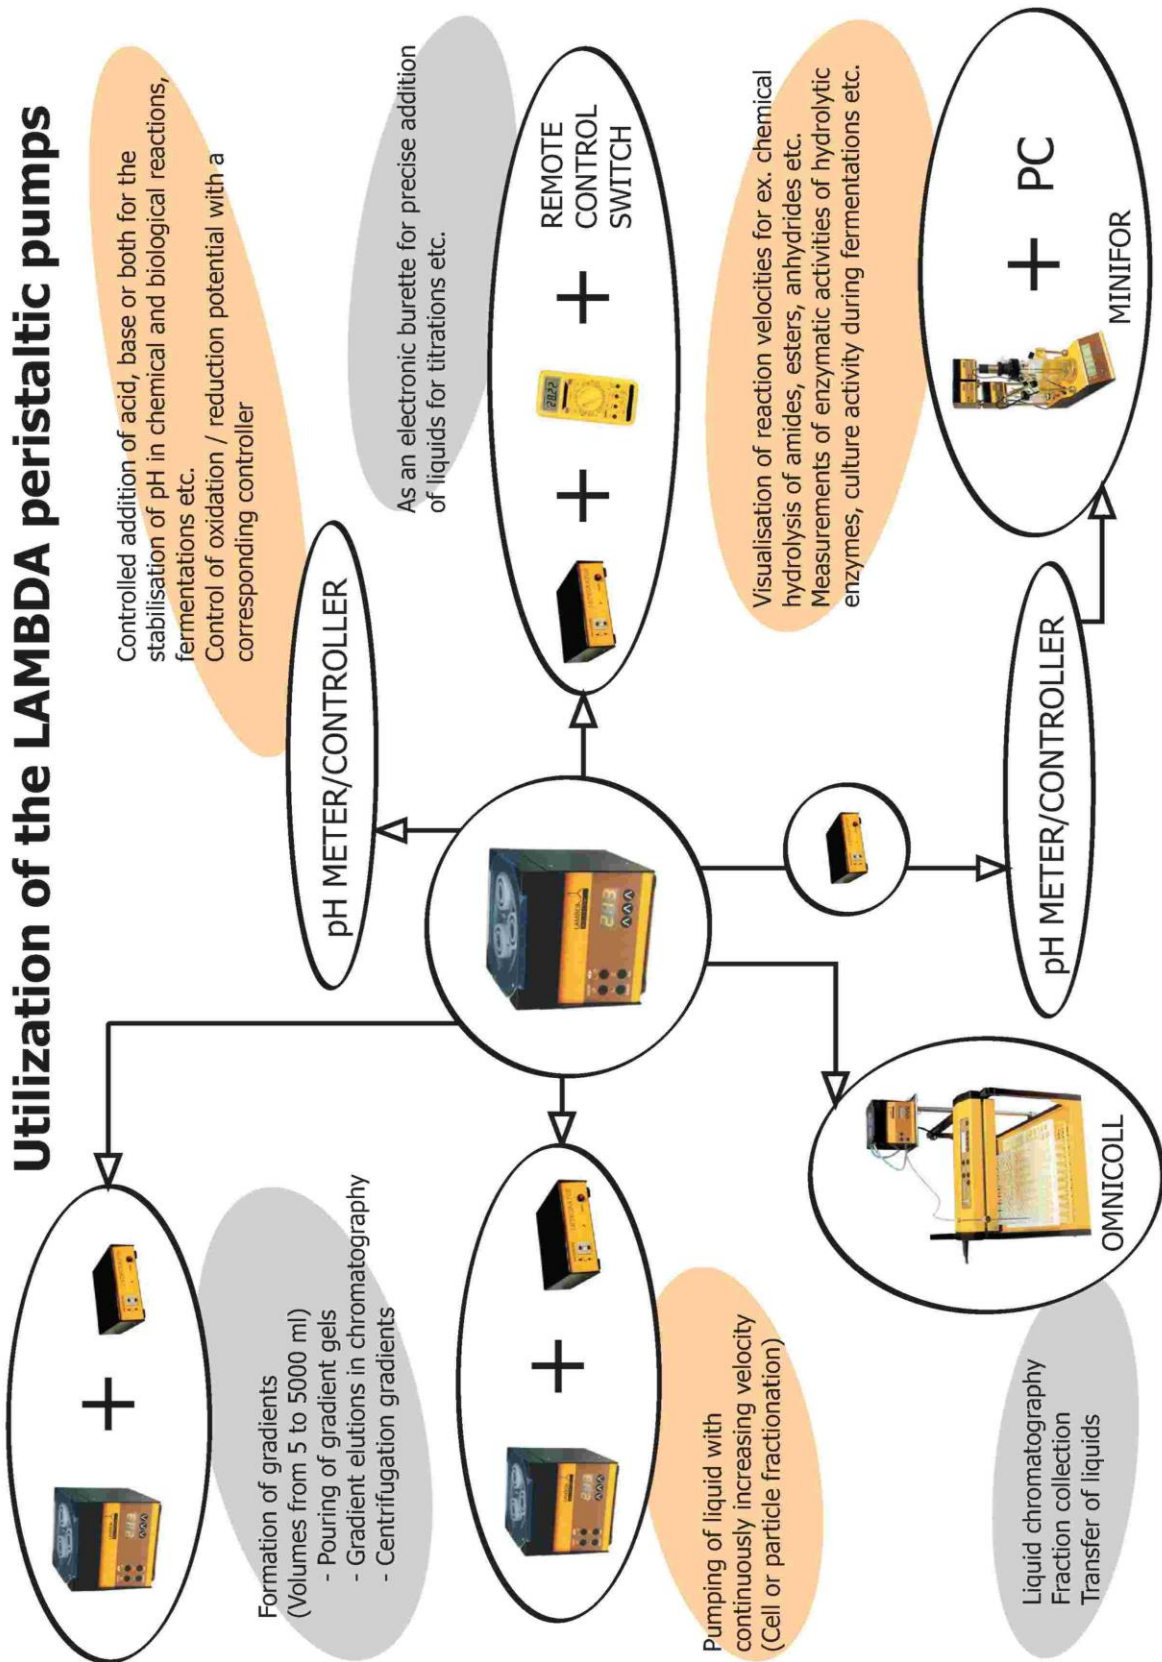 Utilization of the LAMBDA peristaltic pumps
Formation of gradients
(Volumes from 5 to 5000 ml)
- Pouring of gradient gels
- Gradient elutions in chromatography
- Centrifugation gradients
pH METER/CONTROLLER
Controlled addition of acid, base or both for the
stabilisation of pH in chemical and biological reactions,
fermentations etc.
Control of oxidation / reduction potential with a
corresponding controller
As an electronic burette for precise addition
of liquids for titrations etc.
+
+
+
+
REMOTE
CONTROL
SWITCH
Pumping of liquid with
continuously increasing velocity
(Cell or particle fractionation)
Visualisation of reaction velocities for ex. chemical
hydrolysis of amides, esters, anhydrides etc.
Measurements of enzymatic activities of hydrolytic
enzymes, culture activity during fermentations etc.
Liquid chromatography
Fraction collection
Transfer of liquids
OMNICOLL
pH METER/CONTROLLER
+ PC
MINIFOR